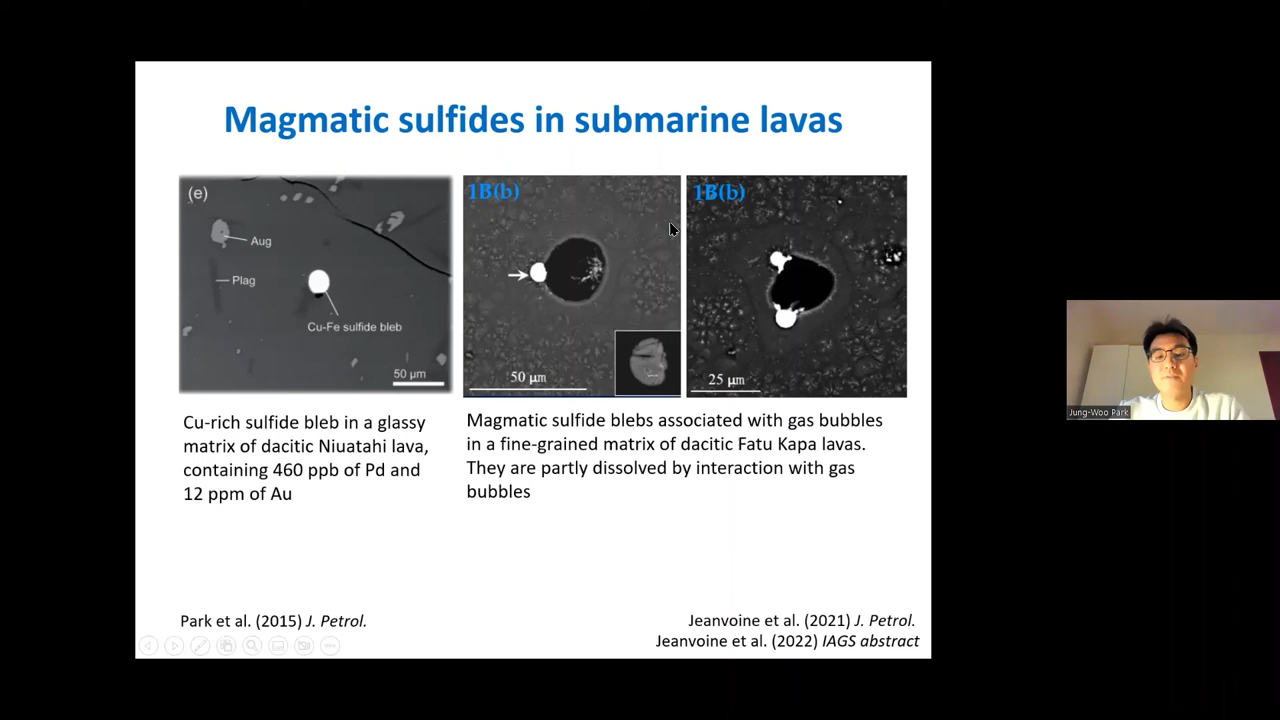 Magmatic sulfides in submarine lavas
(e)
Aug
Plag
Cu-Fe sulfide bleb
50 µm
1B(b)
50 µm
1B(b)
25 µm
Cu-rich sulfide bleb in a glassy
matrix of dacitic Niuatahi lava,
containing 460 ppb of Pd and
12 ppm of Au
Magmatic sulfide blebs associated with gas bubbles
in a fine-grained matrix of dacitic Fatu Kapa lavas.
They are partly dissolved by interaction with gas
bubbles
Park et al. (2015) J. Petrol.
Jeanvoine et al. (2021) J. Petrol.
Jeanvoine et al. (2022) IAGS abstract
Jung-Woo Park